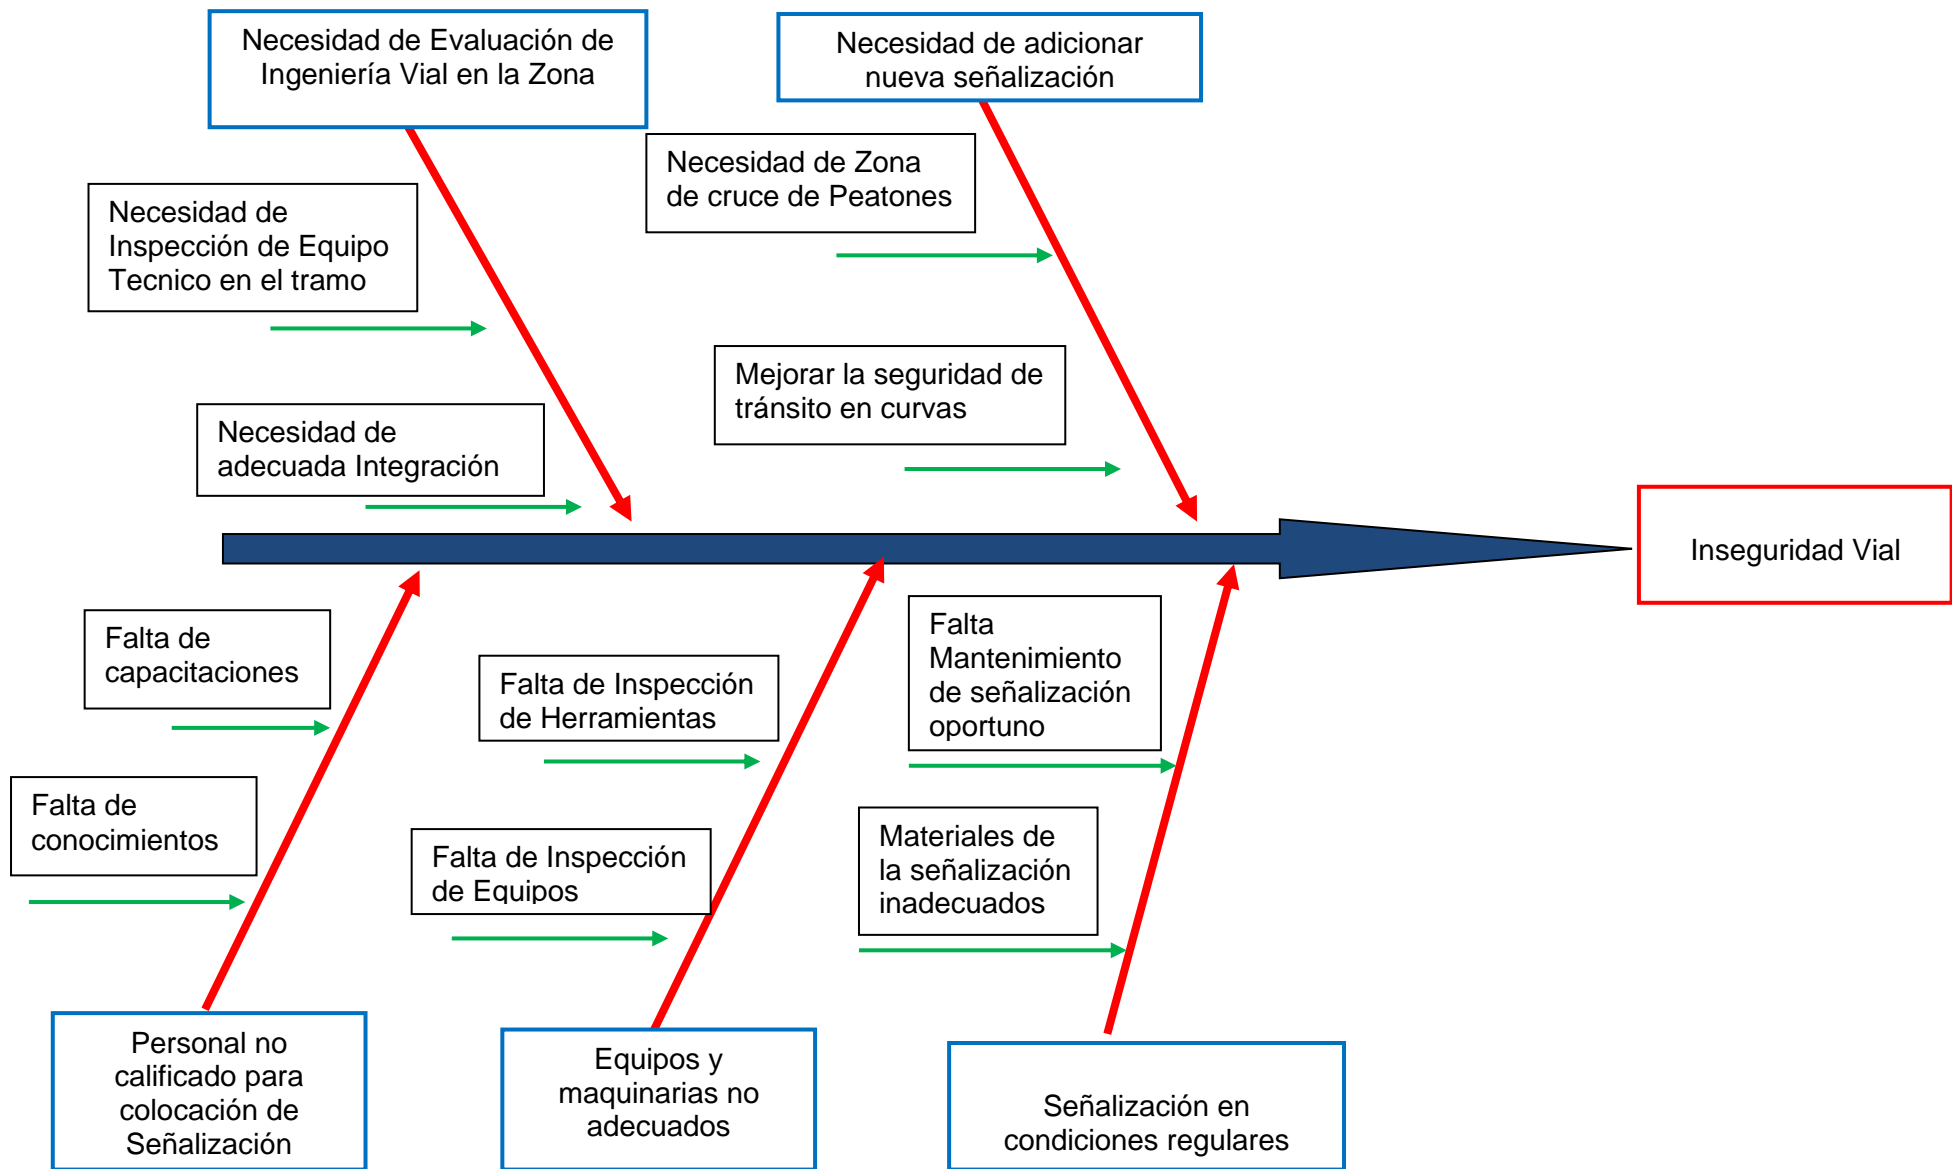 Necesidad de Evaluación de
Ingeniería Vial en la Zona
Necesidad de adicionar
nueva señalización
Necesidad de Zona
de cruce de Peatones
Necesidad de
Inspección de Equipo
Tecnico en el tramo
Mejorar la seguridad de
tránsito en curvas
Necesidad de
adecuada Integración
Inseguridad Vial
Falta de
capacitaciones
Falta de Inspección
de Herramientas
Falta
Mantenimiento
de señalización
oportuno
Falta de
conocimientos
Falta de Inspección
de Equipos
Materiales de
la señalización
inadecuados
Personal no
calificado para
colocación de
Señalización
Equipos y
maquinarias no
adecuados
Señalización en
condiciones regulares